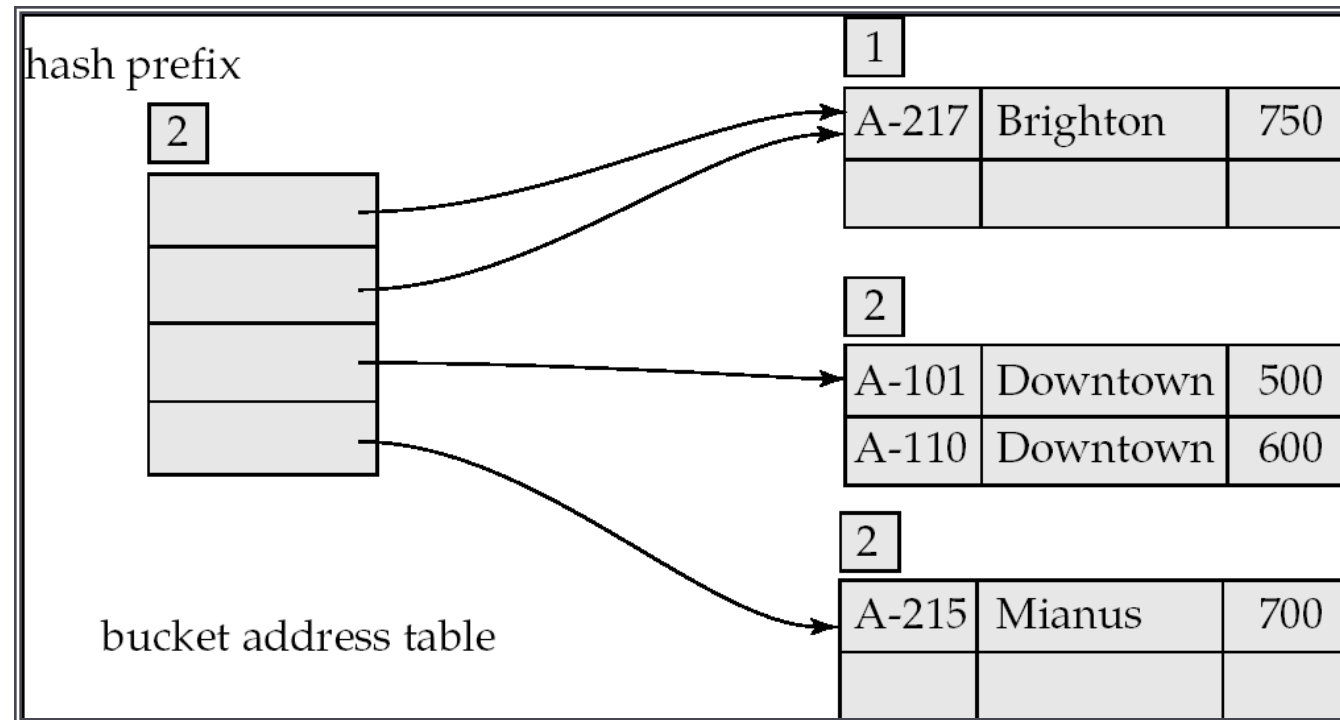 hash prefix
2
1
A-217 Brighton 750
2
A-101 Downtown 500
A-110 Downtown 600
2
A-215 Mianus 700
bucket address table